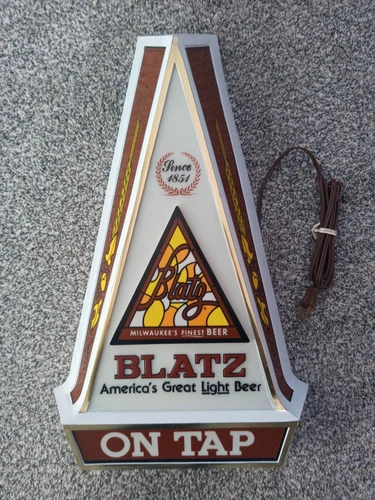 Since
1851
Blatz
MILWAUKEE'S FINEST BEER
BLATZ
America's Great Light Beer
ON TAP